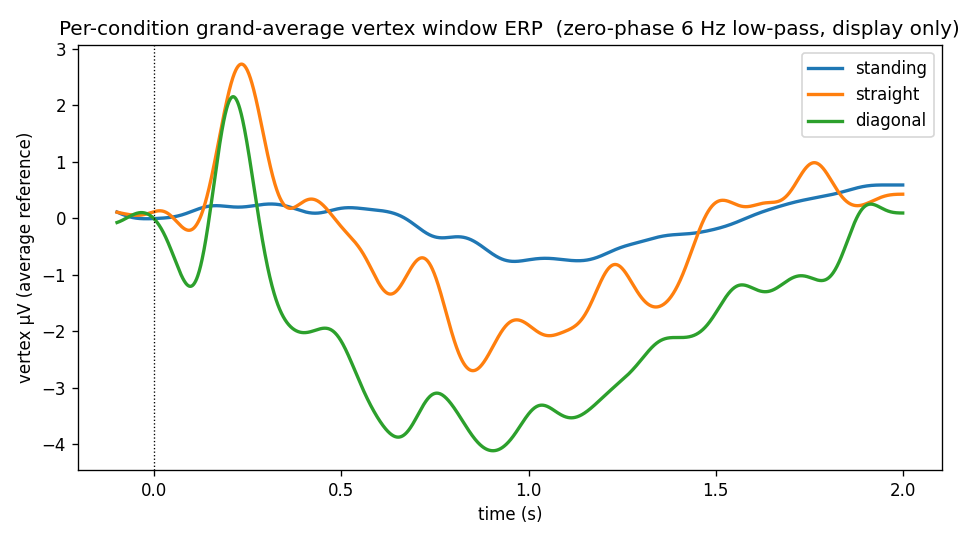 Per-condition grand-average vertex window ERP (zero-phase 6 Hz low-pass, display only)
3
2
1
0
−1
−2
−3
−4
vertex µV (average reference)
standing
straight
diagonal
0.0
0.5
1.0
1.5
2.0
time (s)